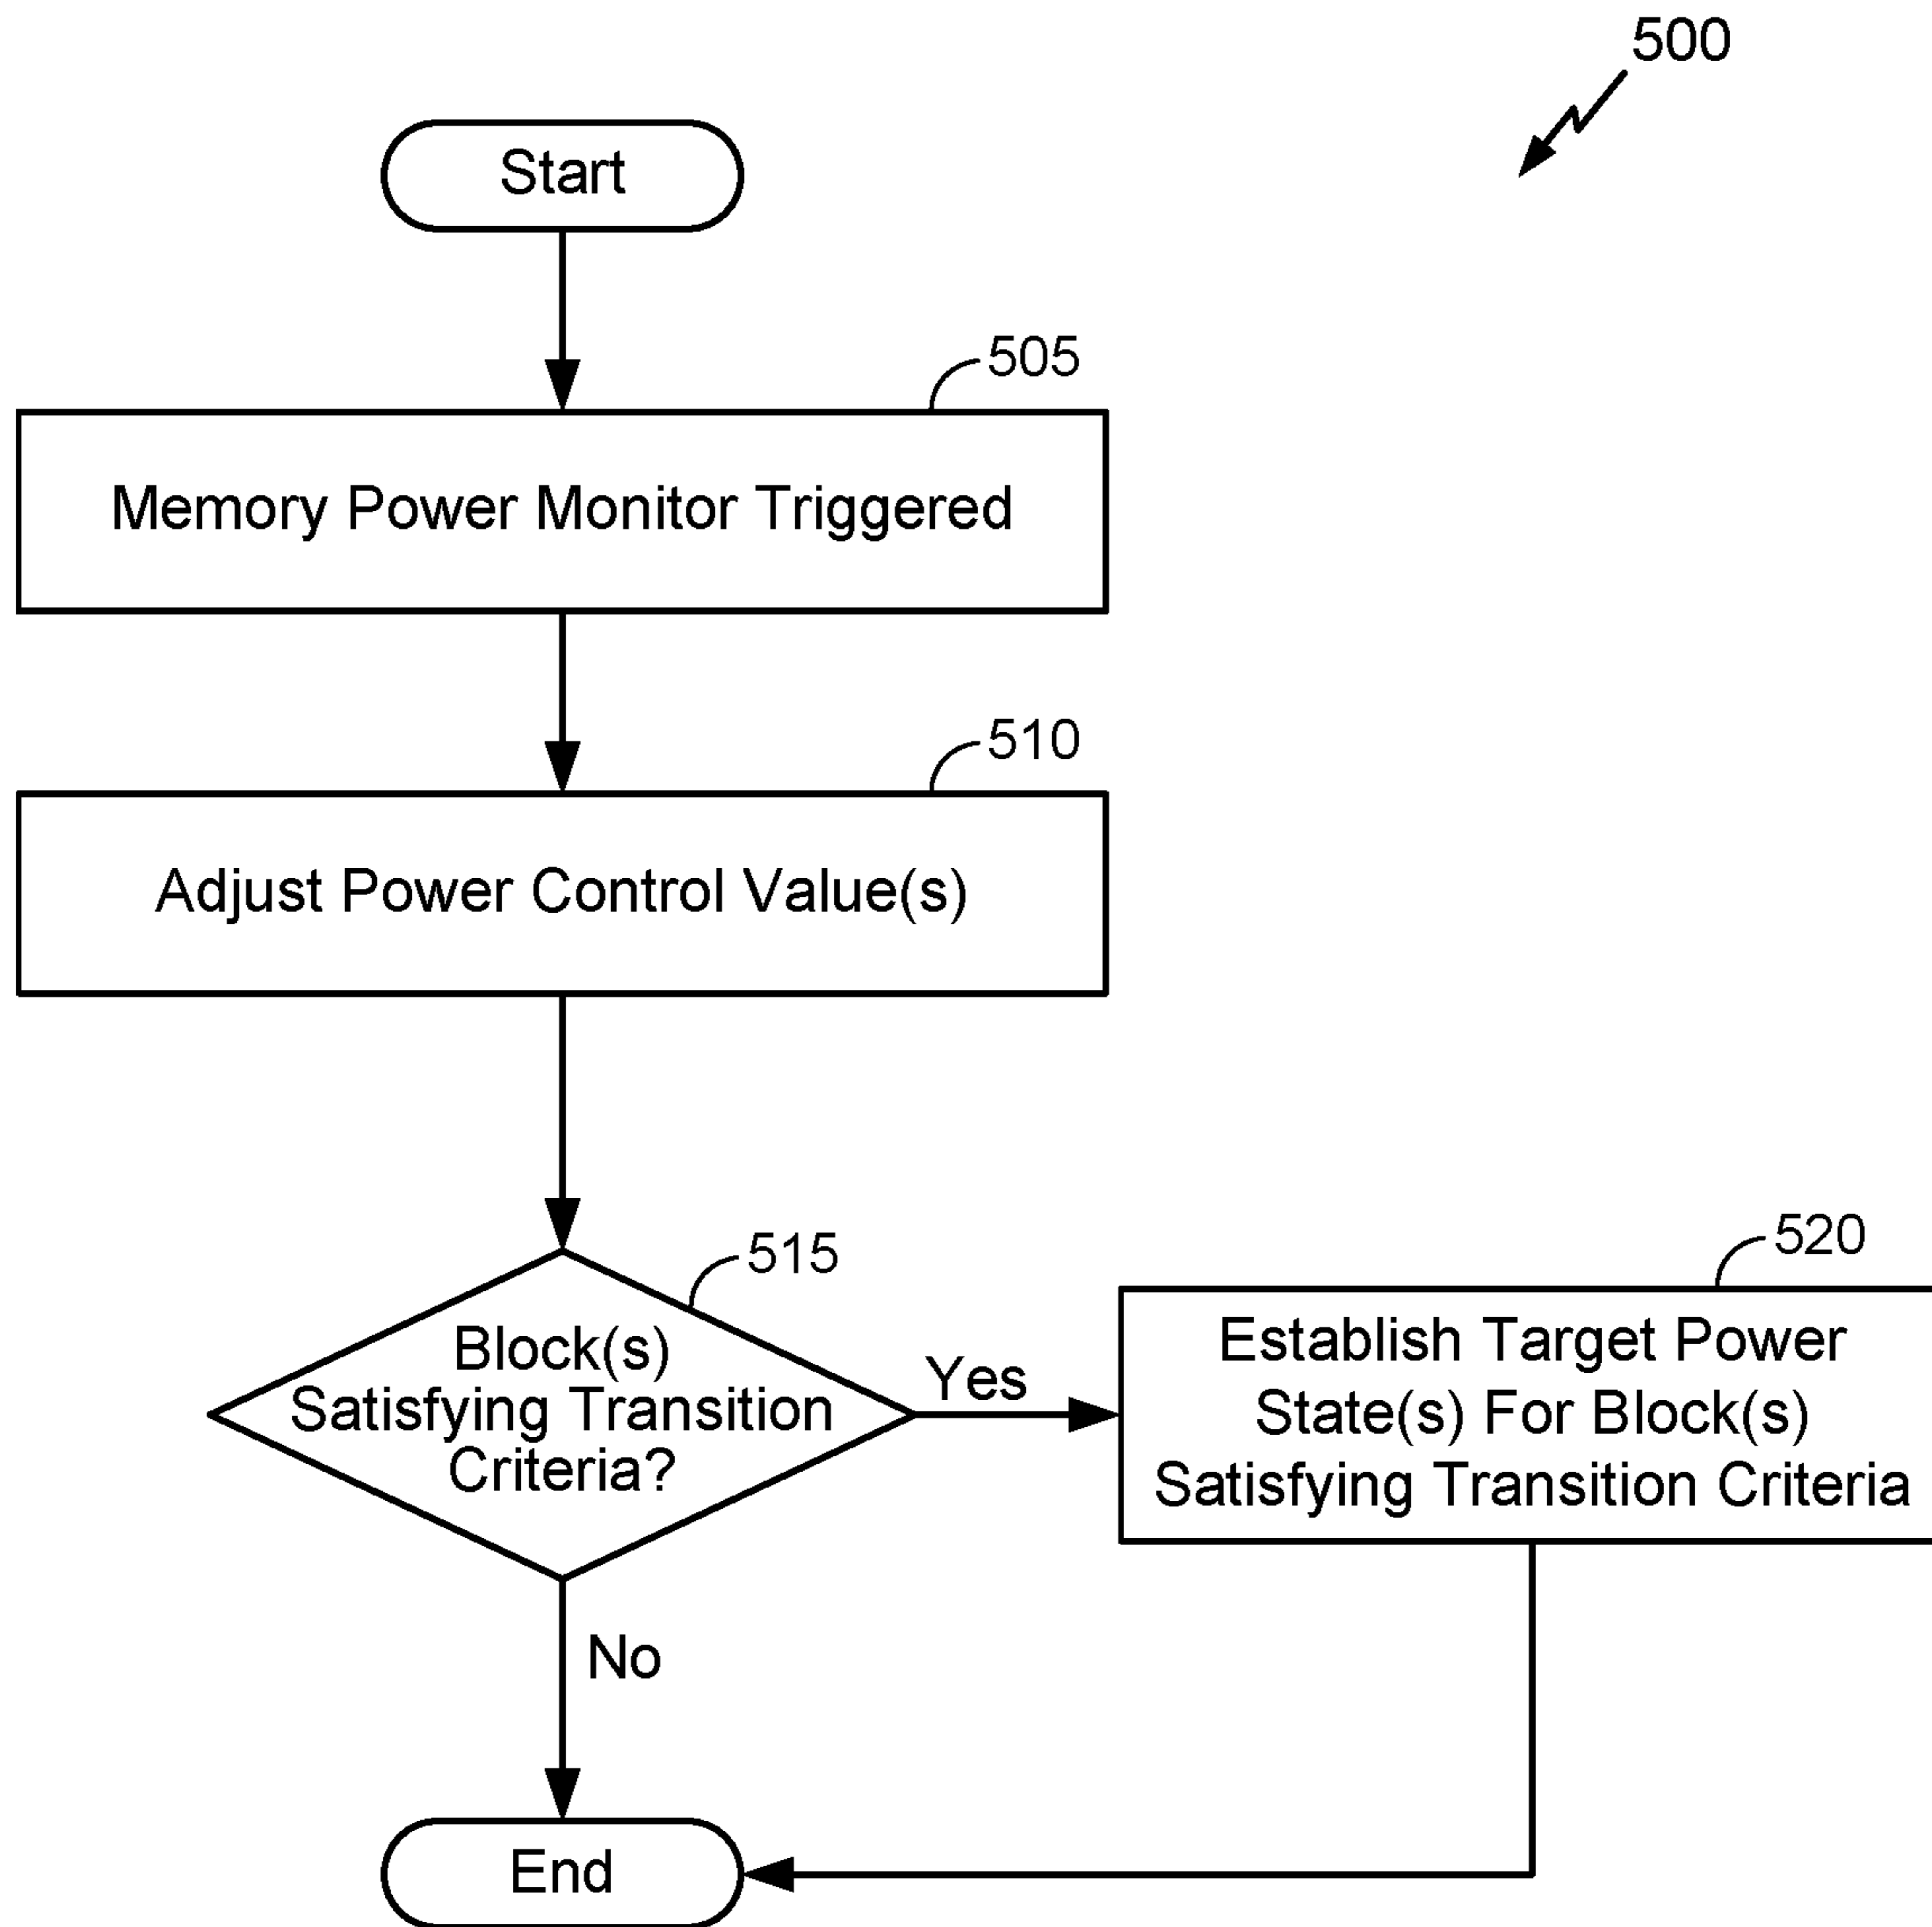 500
Start
505
Memory Power Monitor Triggered
510
Adjust Power Control Value(s)
515
Block(s)
Satisfying Transition
Criteria?
Yes
520
Establish Target Power
State(s) For Block(s)
Satisfying Transition Criteria
No
End